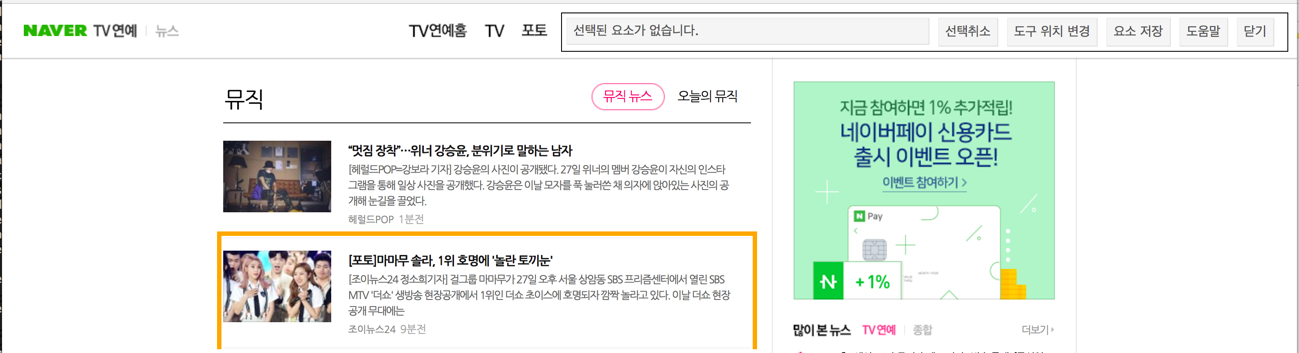 NAVER TV연예 뉴스
TV연예홈 TV 포토
선택된 요소가 없습니다.
선택취소 도구 위치 변경 요소 저장 도움말 닫기
뮤직
뮤직 뉴스 오늘의 뮤직
"멋짐 장착"…위너 강승윤, 분위기로 말하는 남자
[헤럴드POP=강보라 기자] 강승윤의 사진이 공개됐다. 27일 위너의 멤버 강승윤이 자신의 인스타
그램을 통해 일상 사진을 공개했다. 강승윤은 이날 모자를 푹 눌러쓴 채 의자에 앉아있는 사진의 공
개해 눈길을 끌었다.
헤럴드POP 1분전
[포토]마마무 솔라, 1위 호명에 '놀란 토끼눈'
[조이뉴스24 정소희기자] 걸그룹 마마무가 27일 오후 서울 상암동 SBS 프리즘센터에서 열린 SBS
MTV '더쇼' 생방송 현장공개에서 1위인 더쇼 초이스에 호명되자 깜짝 놀라고 있다. 이날 더쇼 현장
공개 무대에는
조이뉴스24 9분전
지금 참여하면 1% 추가적립!
네이버페이 신용카드
출시 이벤트 오픈!
이벤트 참여하기 >
N Pay
N +1%
많이 본 뉴스 TV연예 종합 더보기